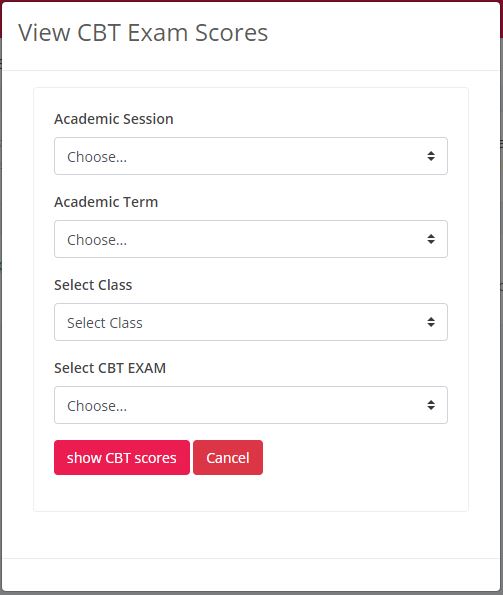 View CBT Exam Scores
Academic Session
Choose...
Academic Term
Choose...
Select Class
Select Class
Select CBT EXAM
Choose...
show CBT scores Cancel